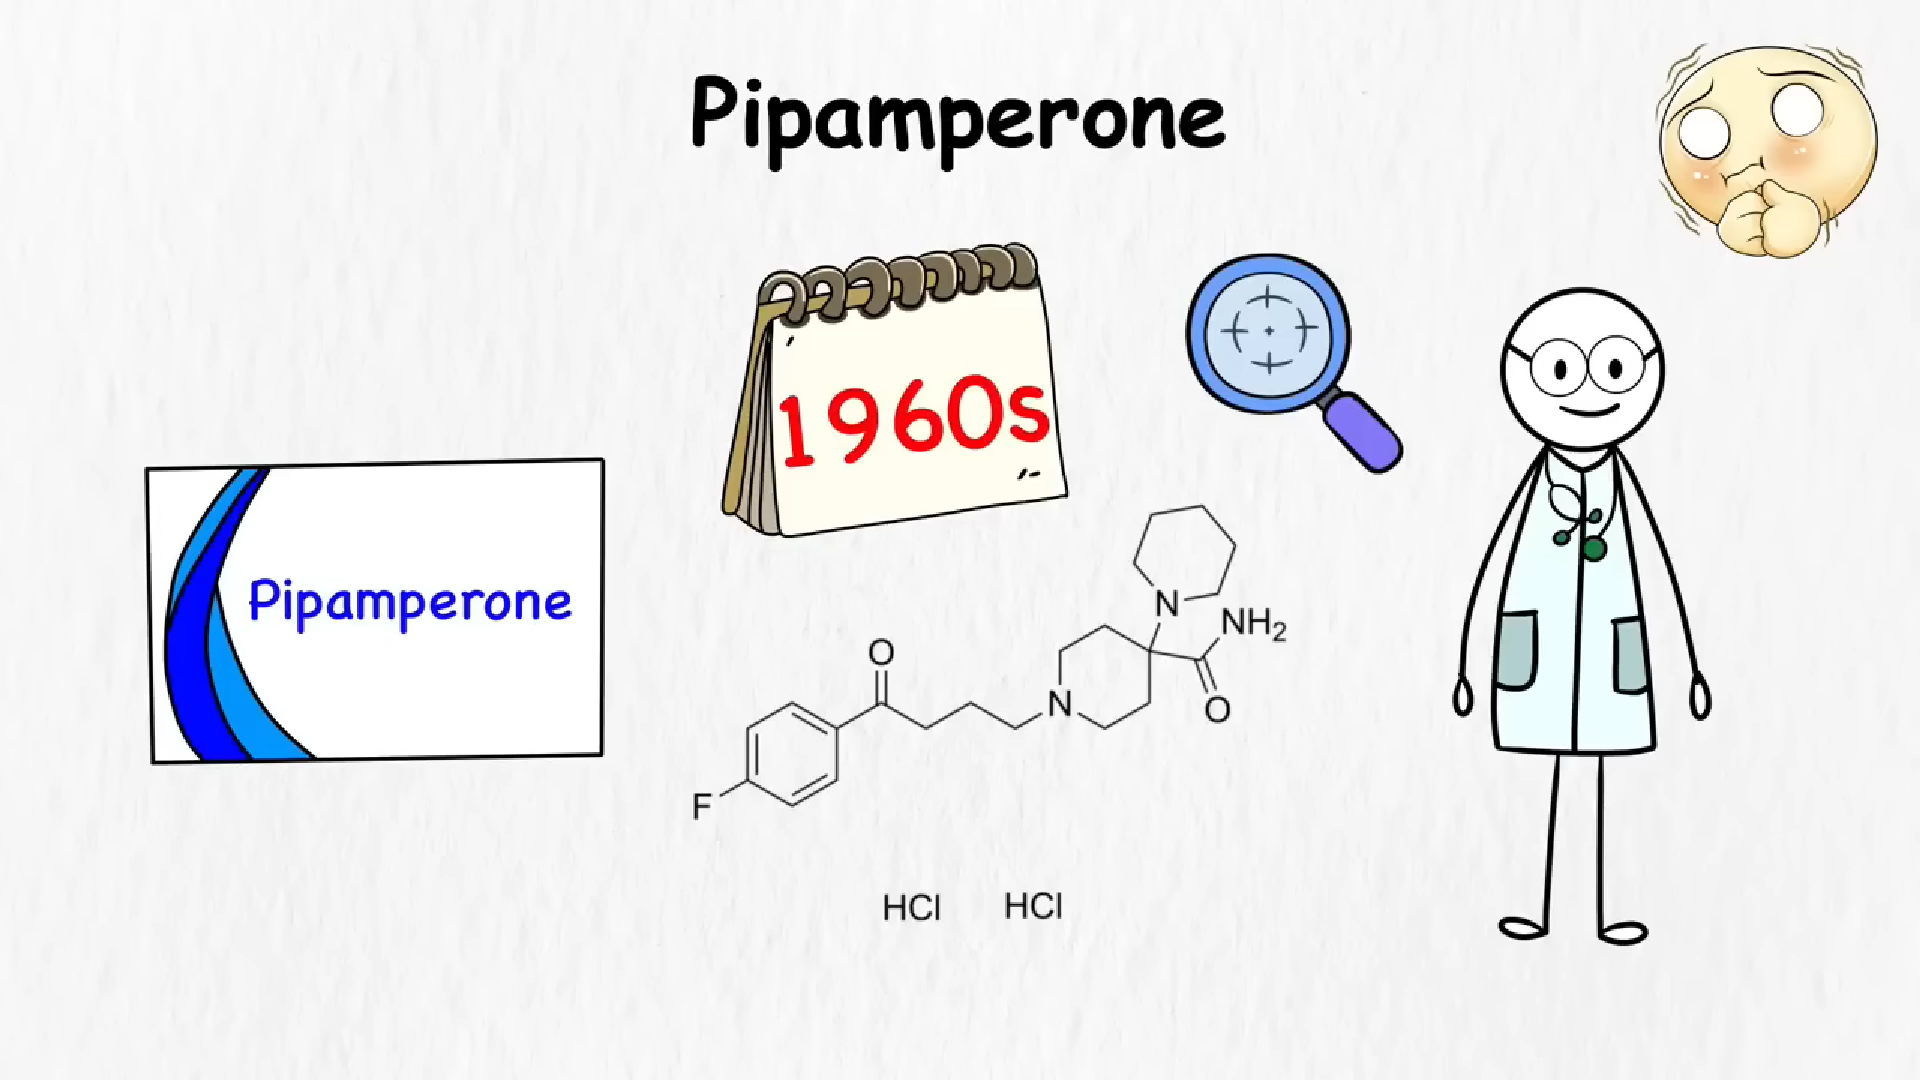 Pipamperone
1960s
Pipamperone
N
NH₂
O
N
O
F
HCl HCl